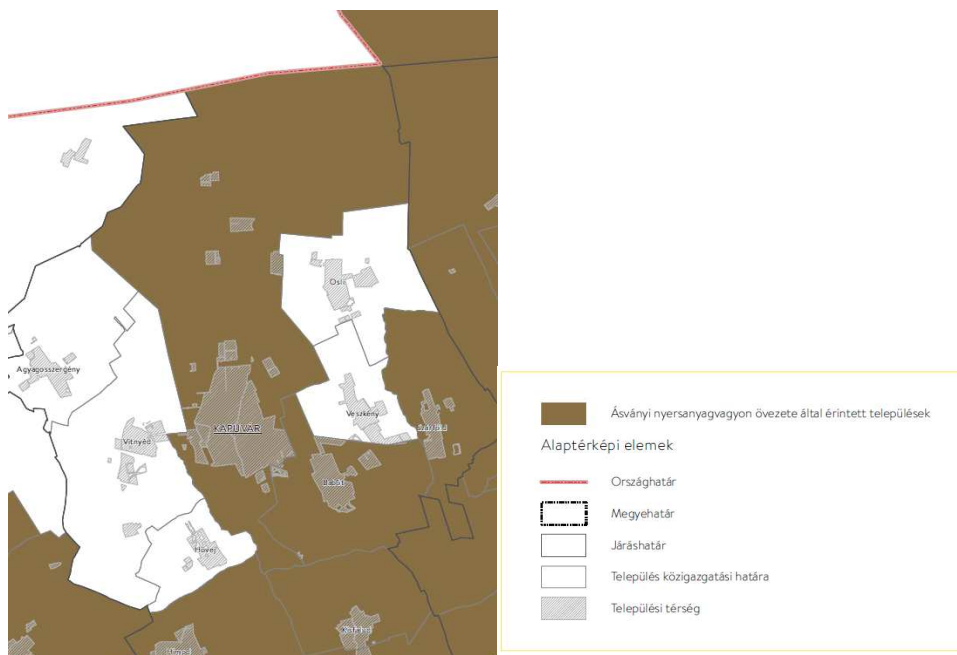 Osli
Agyagosszergény
Veszkény
KAPUVÁR
Vitnyéd
Babót
Hövej
Himod
Ásványi nyersanyagvagyon övezete által érintett települések
Alaptérképi elemek
Országhatár
Megyehatár
Járáshatár
Település közigazgatási határa
Települési térség